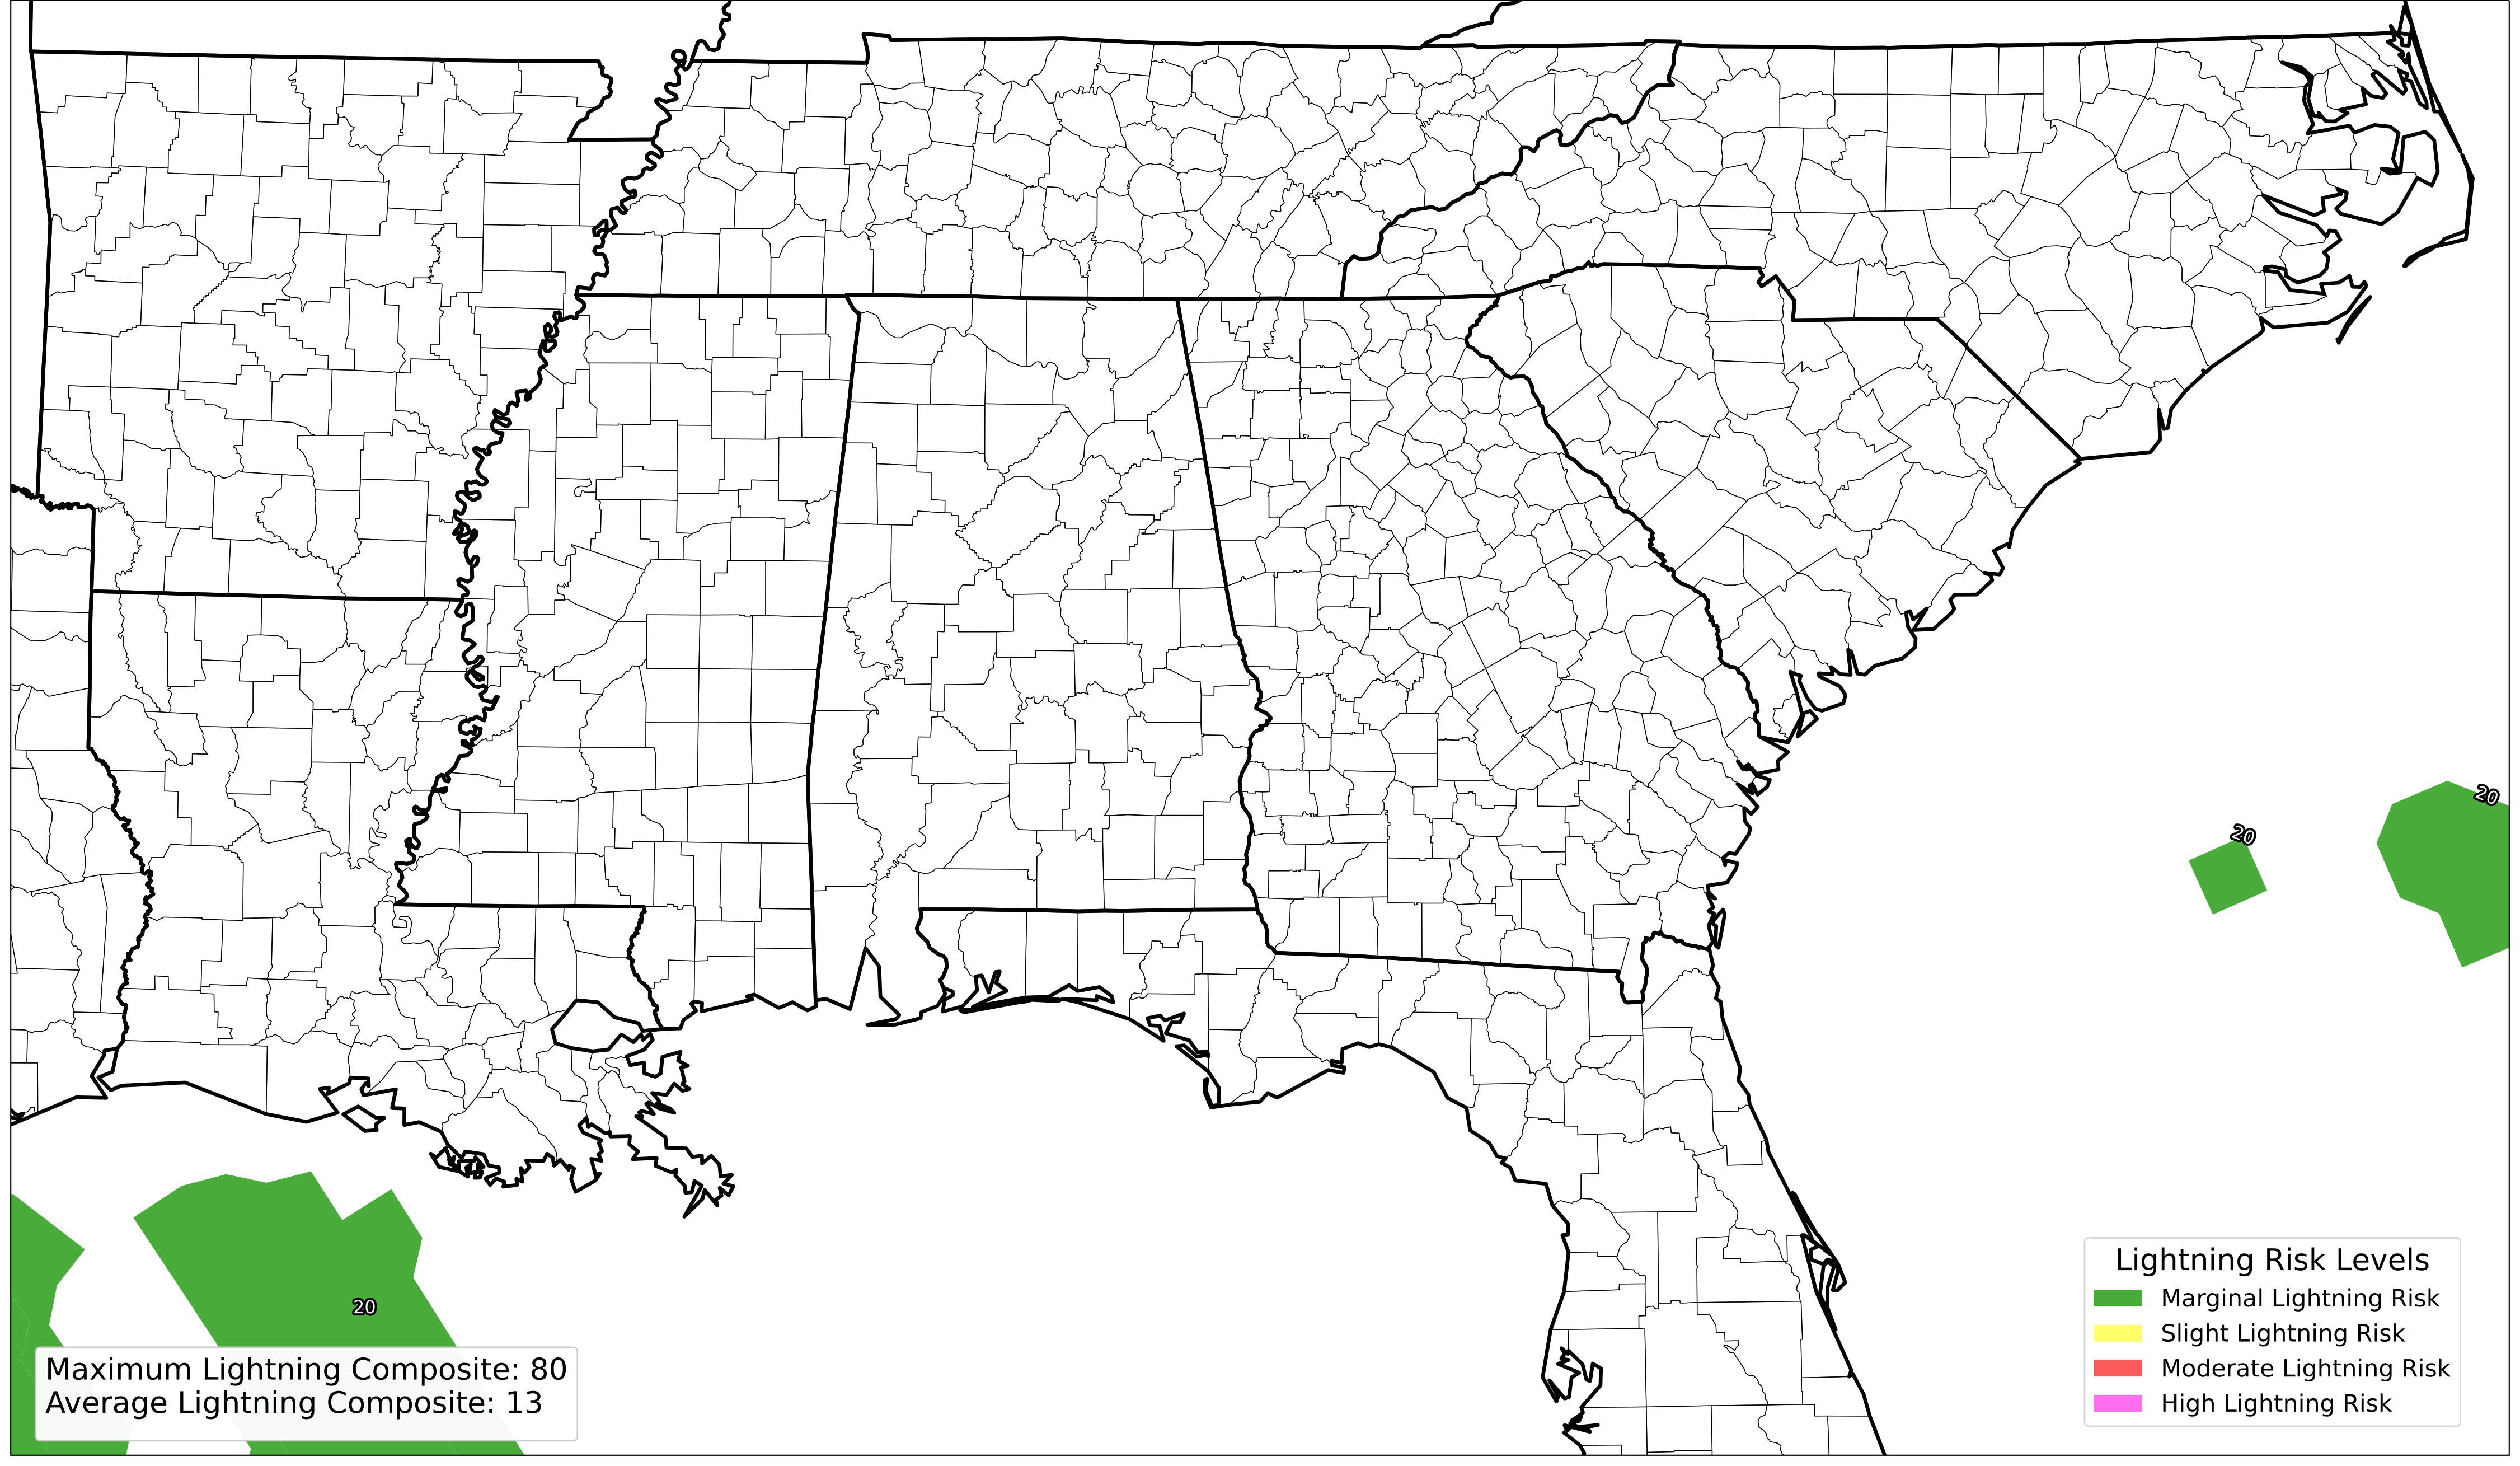 20
20
20
Maximum Lightning Composite: 80
Average Lightning Composite: 13
Lightning Risk Levels
Marginal Lightning Risk
Slight Lightning Risk
Moderate Lightning Risk
High Lightning Risk